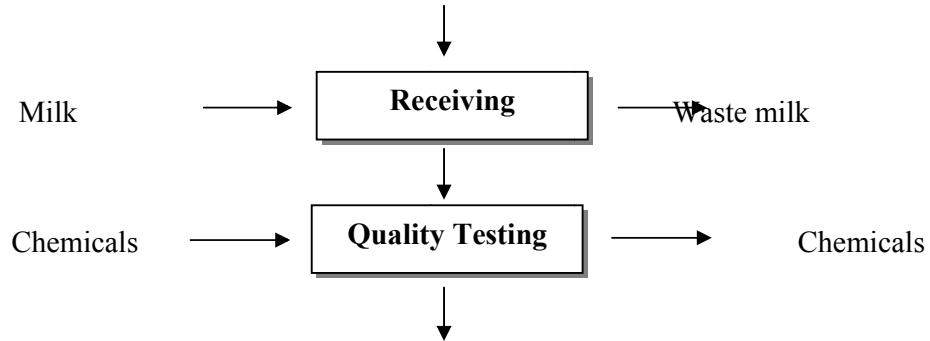 Milk
Receiving
Waste milk
Chemicals
Quality Testing
Chemicals